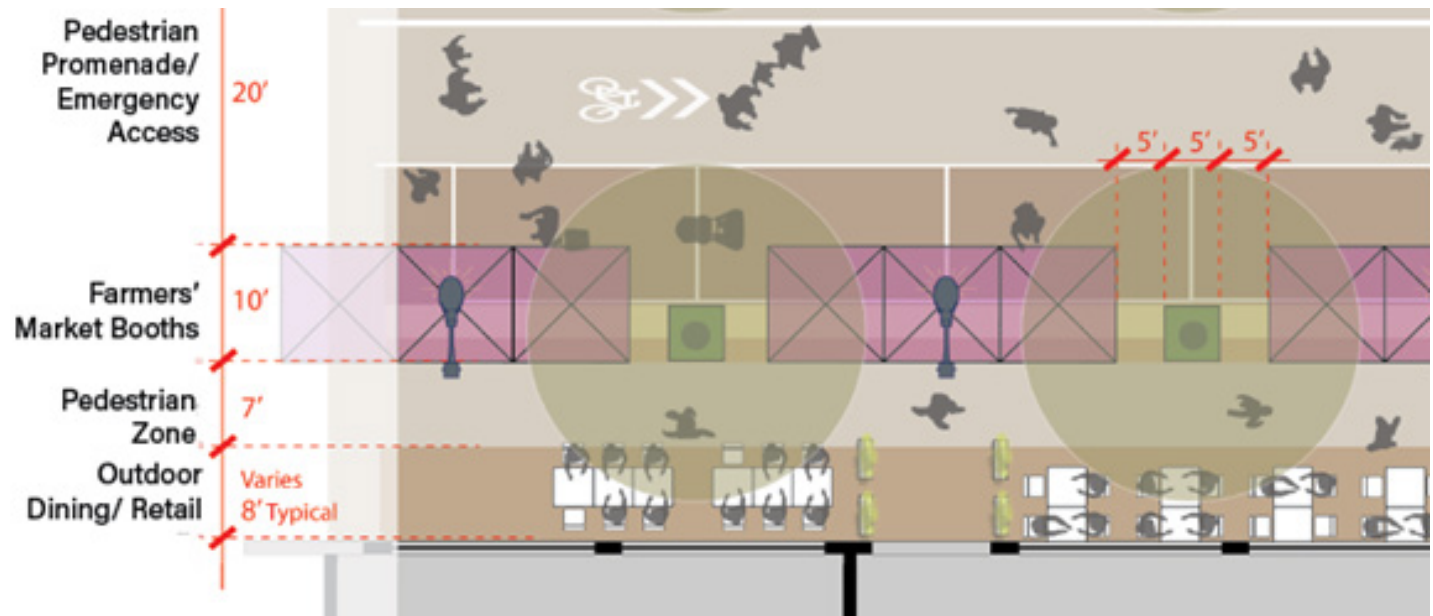 Pedestrian
Promenade/
Emergency
Access
20'
5' 5' 5'
Farmers'
Market Booths
10'
Pedestrian
Zone
7'
Outdoor
Dining/ Retail
Varies
8' Typical